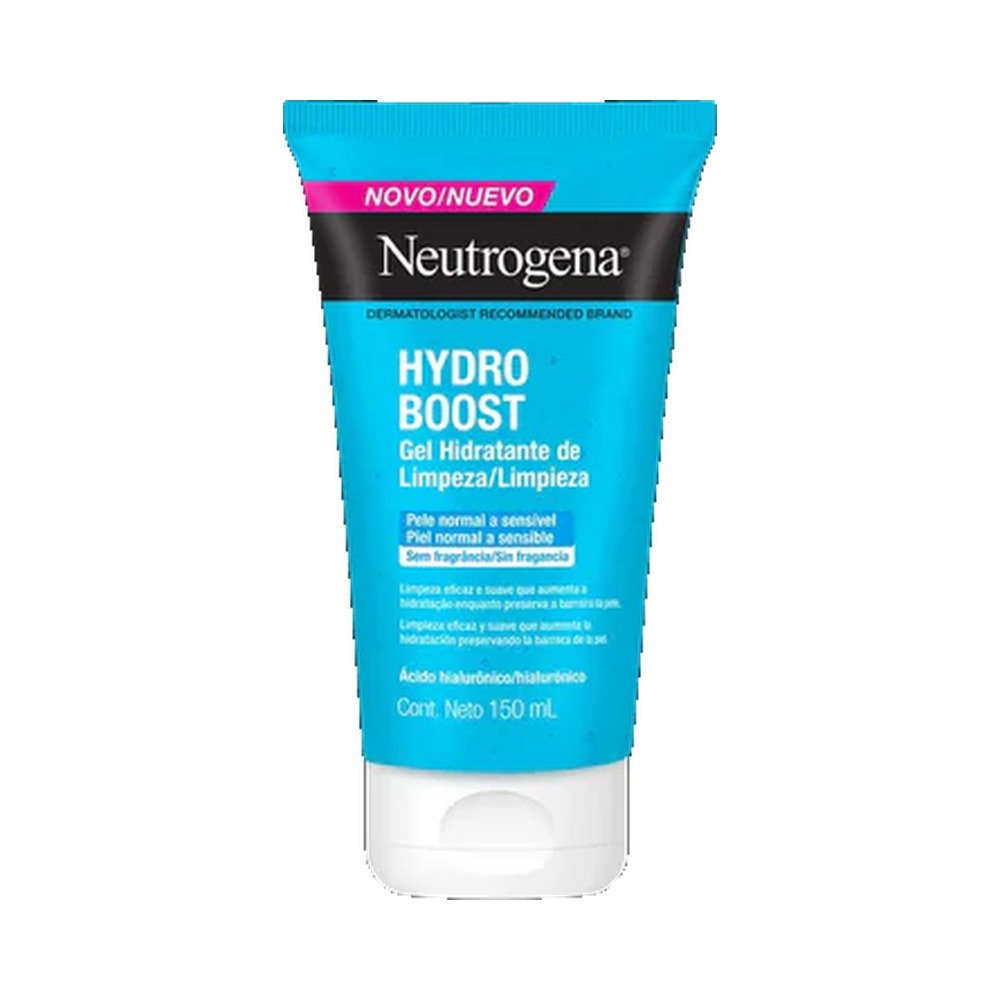 NOVO/NUEVO
Neutrogena®
DERMATOLOGIST RECOMMENDED BRAND
HYDRO
BOOST
Gel Hidratante de
Limpeza/Limpieza
Pele normal a sensível
Piel normal a sensible
Sem fragrância/Sin fragancia
Limpeza eficaz e suave que aumenta a
hidratação enquanto preserva a barreira da pele.
Limpieza eficaz y suave que aumenta la
hidratación preservando la barrera de la piel.
Ácido hialurônico/hialurónico
Cont. Neto 150 mL